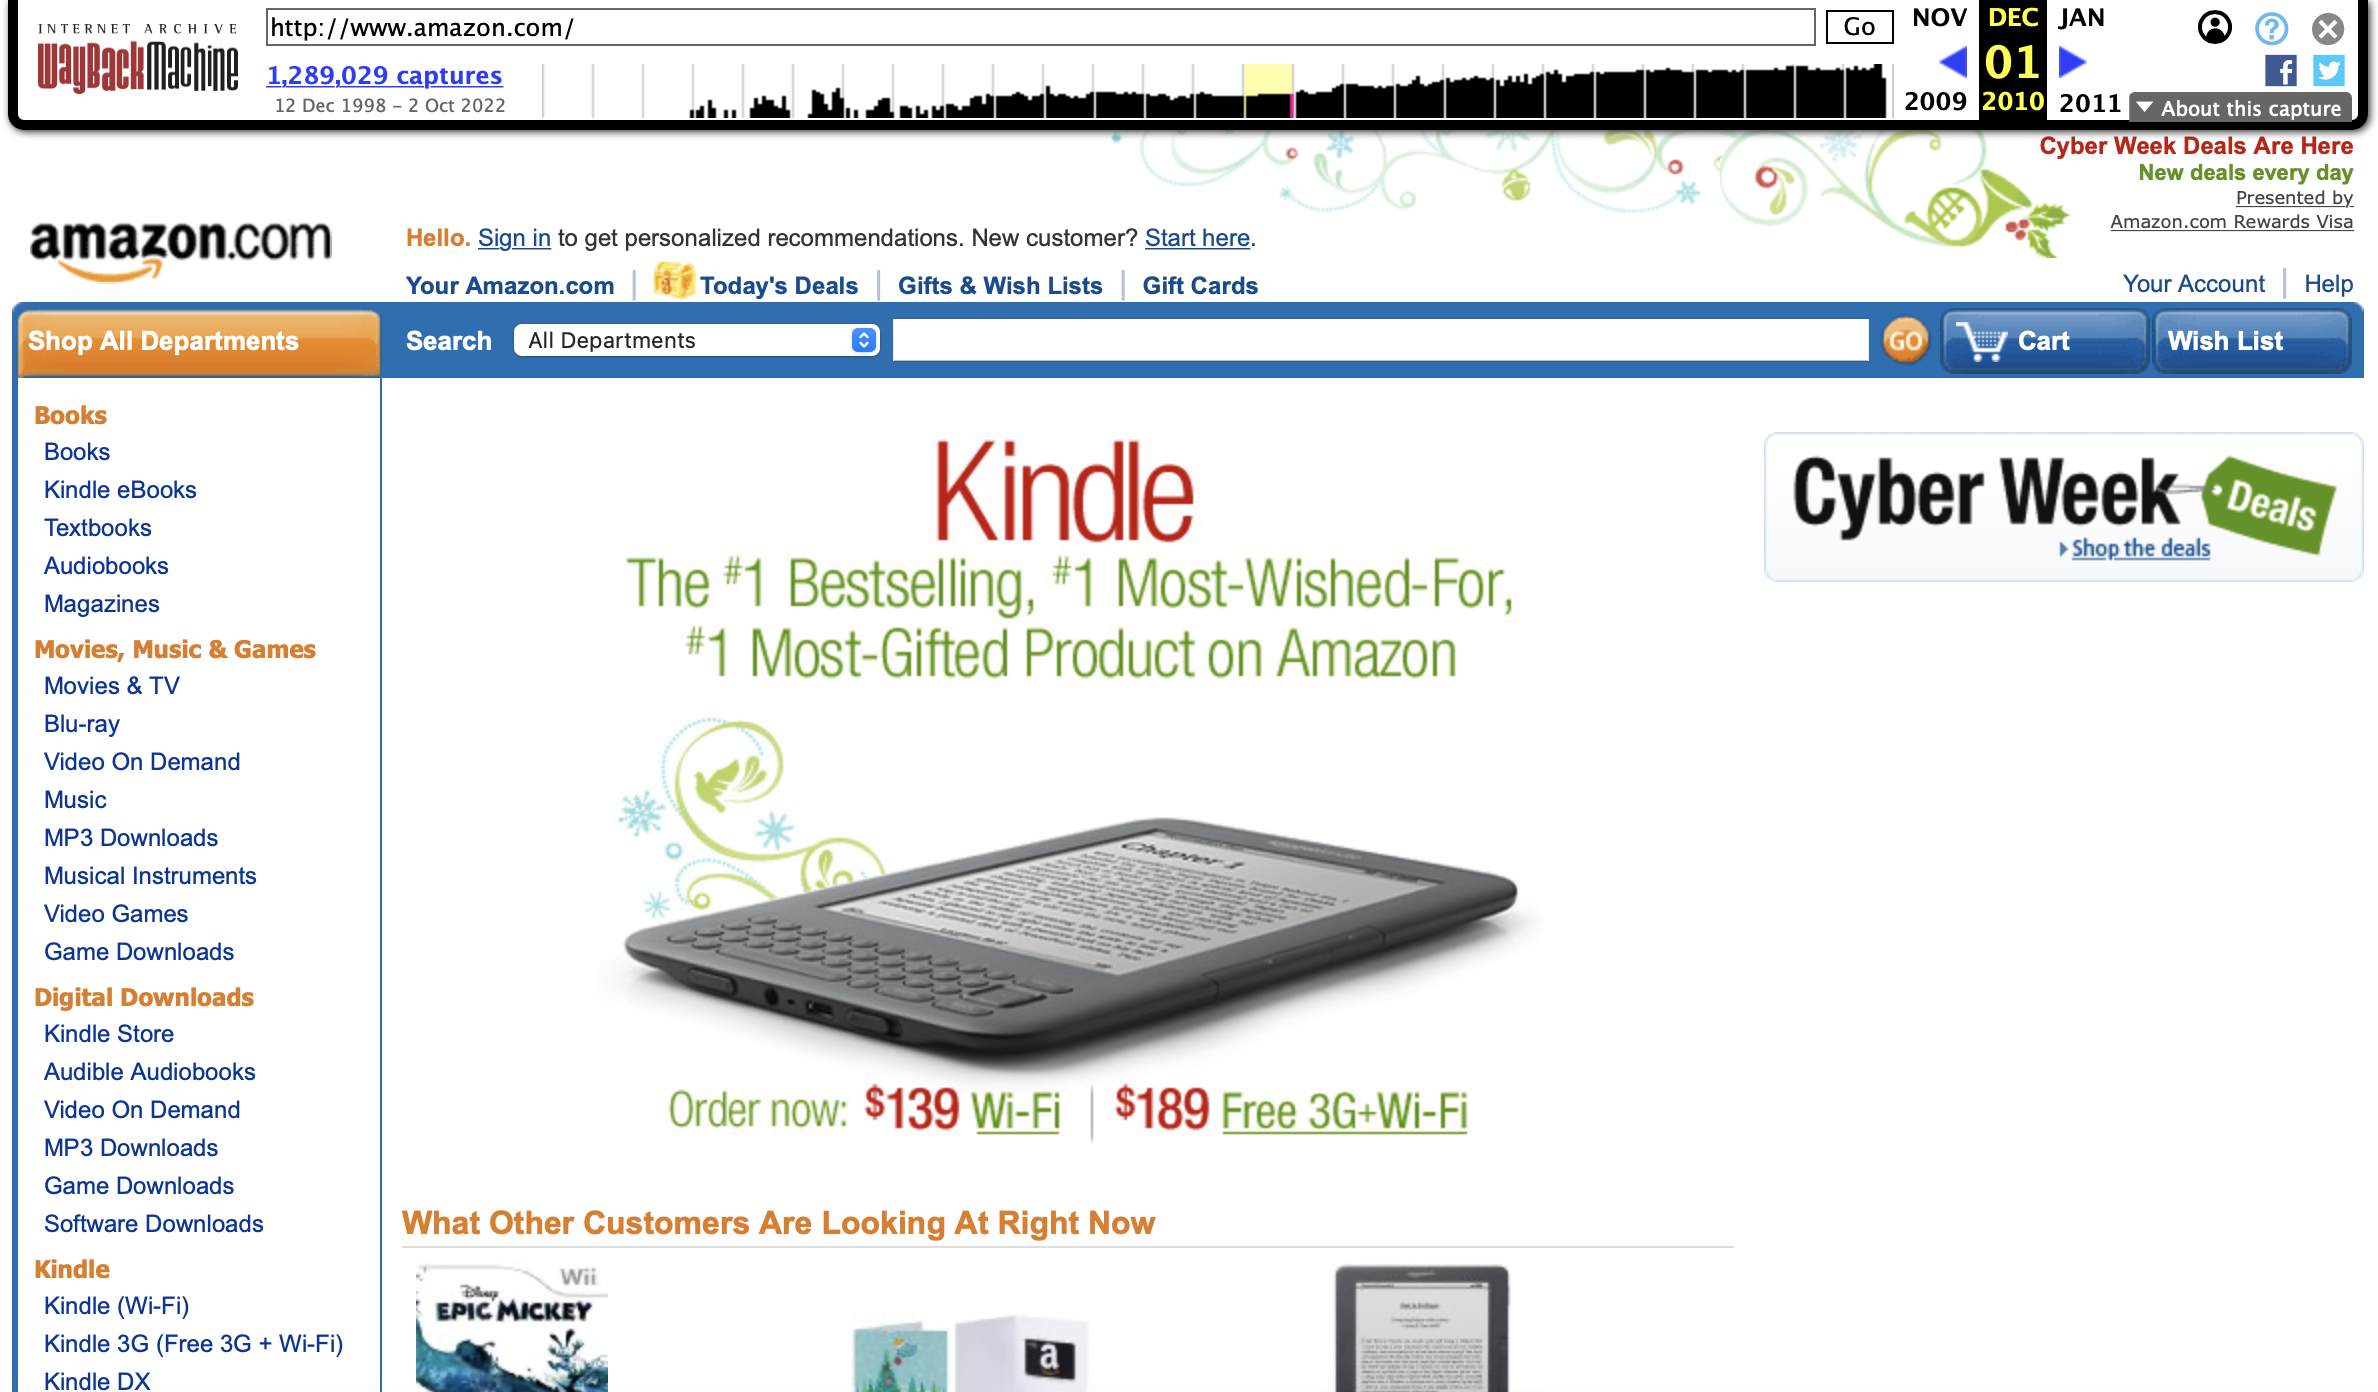 INTERNET ARCHIVE
WayBackMachine
http://www.amazon.com/
Go
1,289,029 captures
12 Dec 1998 – 2 Oct 2022
NOV DEC JAN
01
2009 2010 2011
About this capture
Cyber Week Deals Are Here
New deals every day
Presented by
Amazon.com Rewards Visa
amazon.com
Hello. Sign in to get personalized recommendations. New customer? Start here.
Your Amazon.com Today's Deals Gifts & Wish Lists Gift Cards
Your Account Help
Shop All Departments
Search All Departments GO Cart Wish List
Books
Books
Kindle eBooks
Textbooks
Audiobooks
Magazines
Movies, Music & Games
Movies & TV
Blu-ray
Video On Demand
Music
MP3 Downloads
Musical Instruments
Video Games
Game Downloads
Digital Downloads
Kindle Store
Audible Audiobooks
Video On Demand
MP3 Downloads
Game Downloads
Software Downloads
Kindle
Kindle (Wi-Fi)
Kindle 3G (Free 3G + Wi-Fi)
Kindle DX
Kindle
The #1 Bestselling, #1 Most-Wished-For,
#1 Most-Gifted Product on Amazon
Chapter 1
Order now: $139 Wi-Fi $189 Free 3G+Wi-Fi
Cyber Week Deals
Shop the deals
What Other Customers Are Looking At Right Now
Wii
Disney
EPIC MICKEY
a